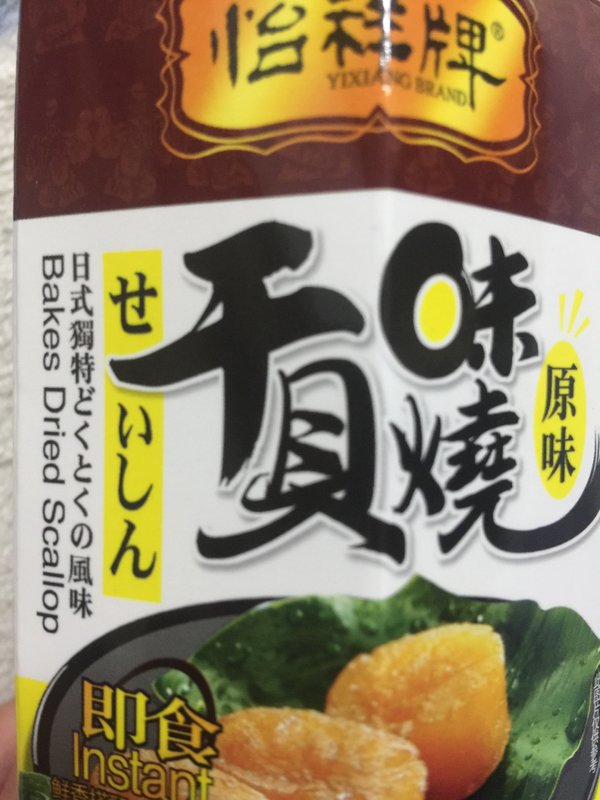 怡祥牌®
YIXIANG BRAND
味燒
干貝
原味
せいしん
日式獨特どくとくの風味
Bakes Dried Scallop
即食
Instant